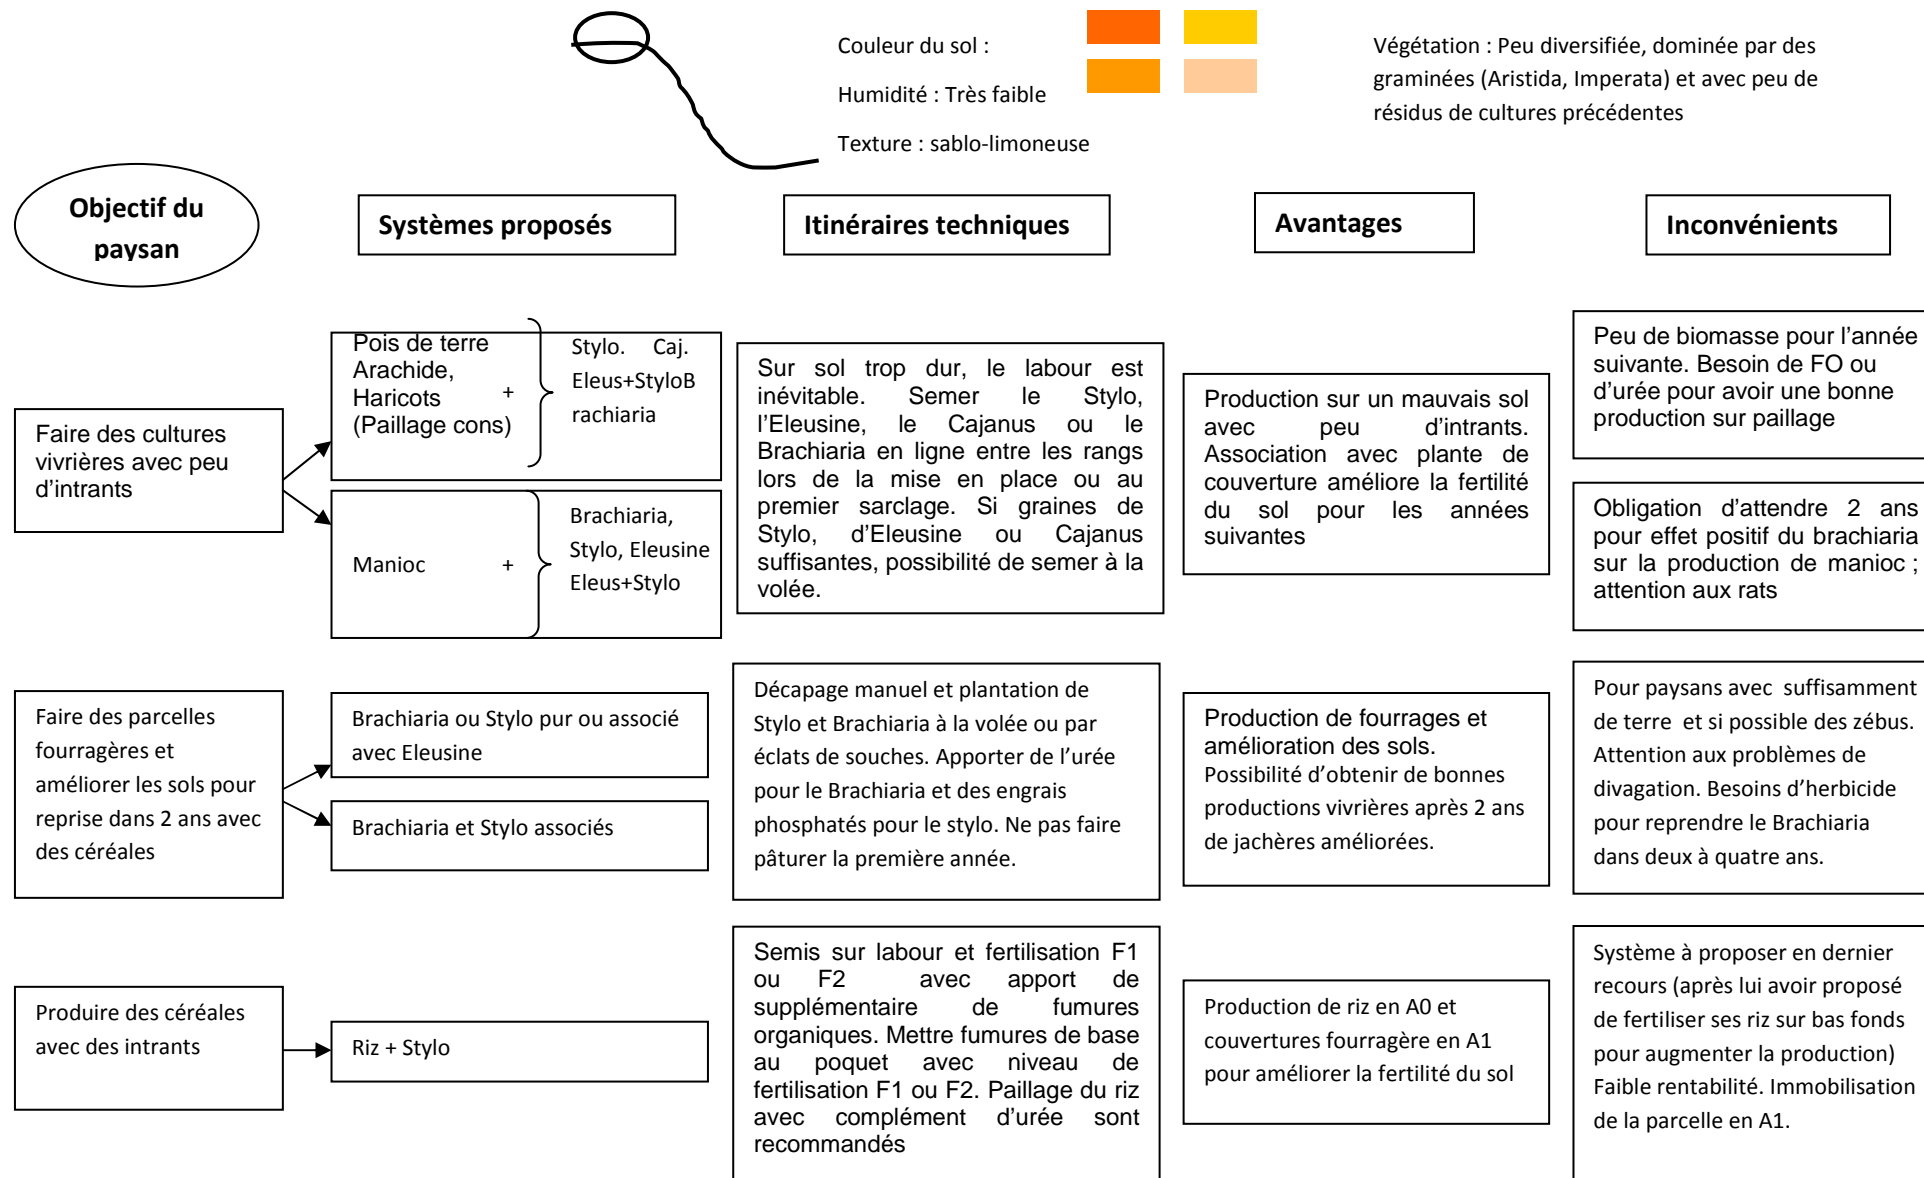 Couleur du sol :
Humidité : Très faible
Texture : sablo-limoneuse
Végétation : Peu diversifiée, dominée par des
graminées (Aristida, Imperata) et avec peu de
résidus de cultures précédentes
Objectif du
paysan
Systèmes proposés
Itinéraires techniques
Avantages
Inconvénients
Faire des cultures
vivrières avec peu
d’intrants
Pois de terre
Arachide,
Haricots +
(Paillage cons)
Stylo. Caj.
Eleus+StyloB
rachiaria
Manioc +
Brachiaria,
Stylo, Eleusine
Eleus+Stylo
Sur sol trop dur, le labour est
inévitable. Semer le Stylo,
l’Eleusine, le Cajanus ou le
Brachiaria en ligne entre les rangs
lors de la mise en place ou au
premier sarclage. Si graines de
Stylo, d’Eleusine ou Cajanus
suffisantes, possibilité de semer à la
volée.
Production sur un mauvais sol
avec peu d’intrants.
Association avec plante de
couverture améliore la fertilité
du sol pour les années
suivantes
Peu de biomasse pour l’année
suivante. Besoin de FO ou
d’urée pour avoir une bonne
production sur paillage
Obligation d’attendre 2 ans
pour effet positif du brachiaria
sur la production de manioc ;
attention aux rats
Faire des parcelles
fourragères et
améliorer les sols pour
reprise dans 2 ans avec
des céréales
Brachiaria ou Stylo pur ou associé
avec Eleusine
Brachiaria et Stylo associés
Décapage manuel et plantation de
Stylo et Brachiaria à la volée ou par
éclats de souches. Apporter de l’urée
pour le Brachiaria et des engrais
phosphatés pour le stylo. Ne pas faire
pâturer la première année.
Production de fourrages et
amélioration des sols.
Possibilité d’obtenir de bonnes
productions vivrières après 2 ans
de jachères améliorées.
Pour paysans avec suffisamment
de terre et si possible des zébus.
Attention aux problèmes de
divagation. Besoins d’herbicide
pour reprendre le Brachiaria
dans deux à quatre ans.
Produire des céréales
avec des intrants
Riz + Stylo
Semis sur labour et fertilisation F1
ou F2 avec apport de
supplémentaire de fumures
organiques. Mettre fumures de base
au poquet avec niveau de
fertilisation F1 ou F2. Paillage du riz
avec complément d’urée sont
recommandés
Production de riz en A0 et
couvertures fourragère en A1
pour améliorer la fertilité du sol
Système à proposer en dernier
recours (après lui avoir proposé
de fertiliser ses riz sur bas fonds
pour augmenter la production)
Faible rentabilité. Immobilisation
de la parcelle en A1.